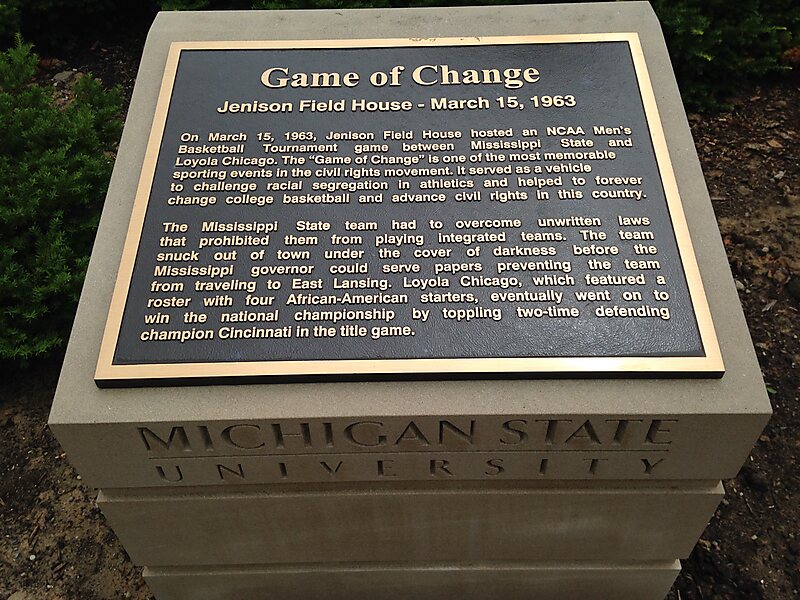 Game of Change
Jenison Field House - March 15, 1963
On March 15, 1963, Jenison Field House hosted an NCAA Men's
Basketball Tournament game between Mississippi State and
Loyola Chicago. The "Game of Change" is one of the most memorable
sporting events in the civil rights movement. It served as a vehicle
to challenge racial segregation in athletics and helped to forever
change college basketball and advance civil rights in this country.
The Mississippi State team had to overcome unwritten laws
that prohibited them from playing integrated teams. The team
snuck out of town under the cover of darkness before the
Mississippi governor could serve papers preventing the team
from traveling to East Lansing. Loyola Chicago, which featured a
roster with four African-American starters, eventually went on to
win the national championship by toppling two-time defending
champion Cincinnati in the title game.
MICHIGAN STATE
UNIVERSITY